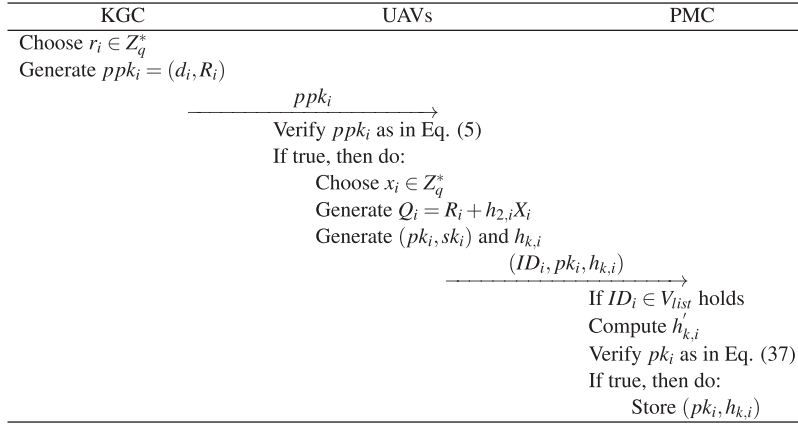 KGC UAVs PMC
Choose r_i ∈ Z_q^*
Generate ppk_i = (d_i, R_i)
ppk_i
Verify ppk_i as in Eq. (5)
If true, then do:
Choose x_i ∈ Z_q^*
Generate Q_i = R_i + h_{2,i}X_i
Generate (pk_i, sk_i) and h_{k,i}
(ID_i, pk_i, h_{k,i})
If ID_i ∈ V_{list} holds
Compute h'_{k,i}
Verify pk_i as in Eq. (37)
If true, then do:
Store (pk_i, h_{k,i})